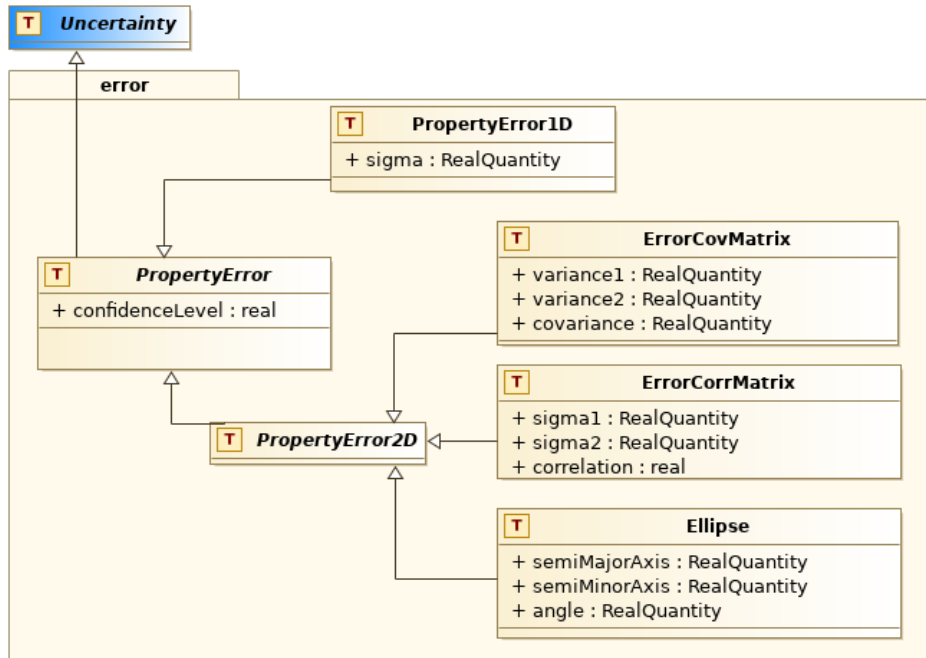 T Uncertainty
error
T PropertyError1D
+ sigma : RealQuantity
T PropertyError
+ confidenceLevel : real
T ErrorCovMatrix
+ variance1 : RealQuantity
+ variance2 : RealQuantity
+ covariance : RealQuantity
T ErrorCorrMatrix
+ sigma1 : RealQuantity
+ sigma2 : RealQuantity
+ correlation : real
T PropertyError2D
T Ellipse
+ semiMajorAxis : RealQuantity
+ semiMinorAxis : RealQuantity
+ angle : RealQuantity